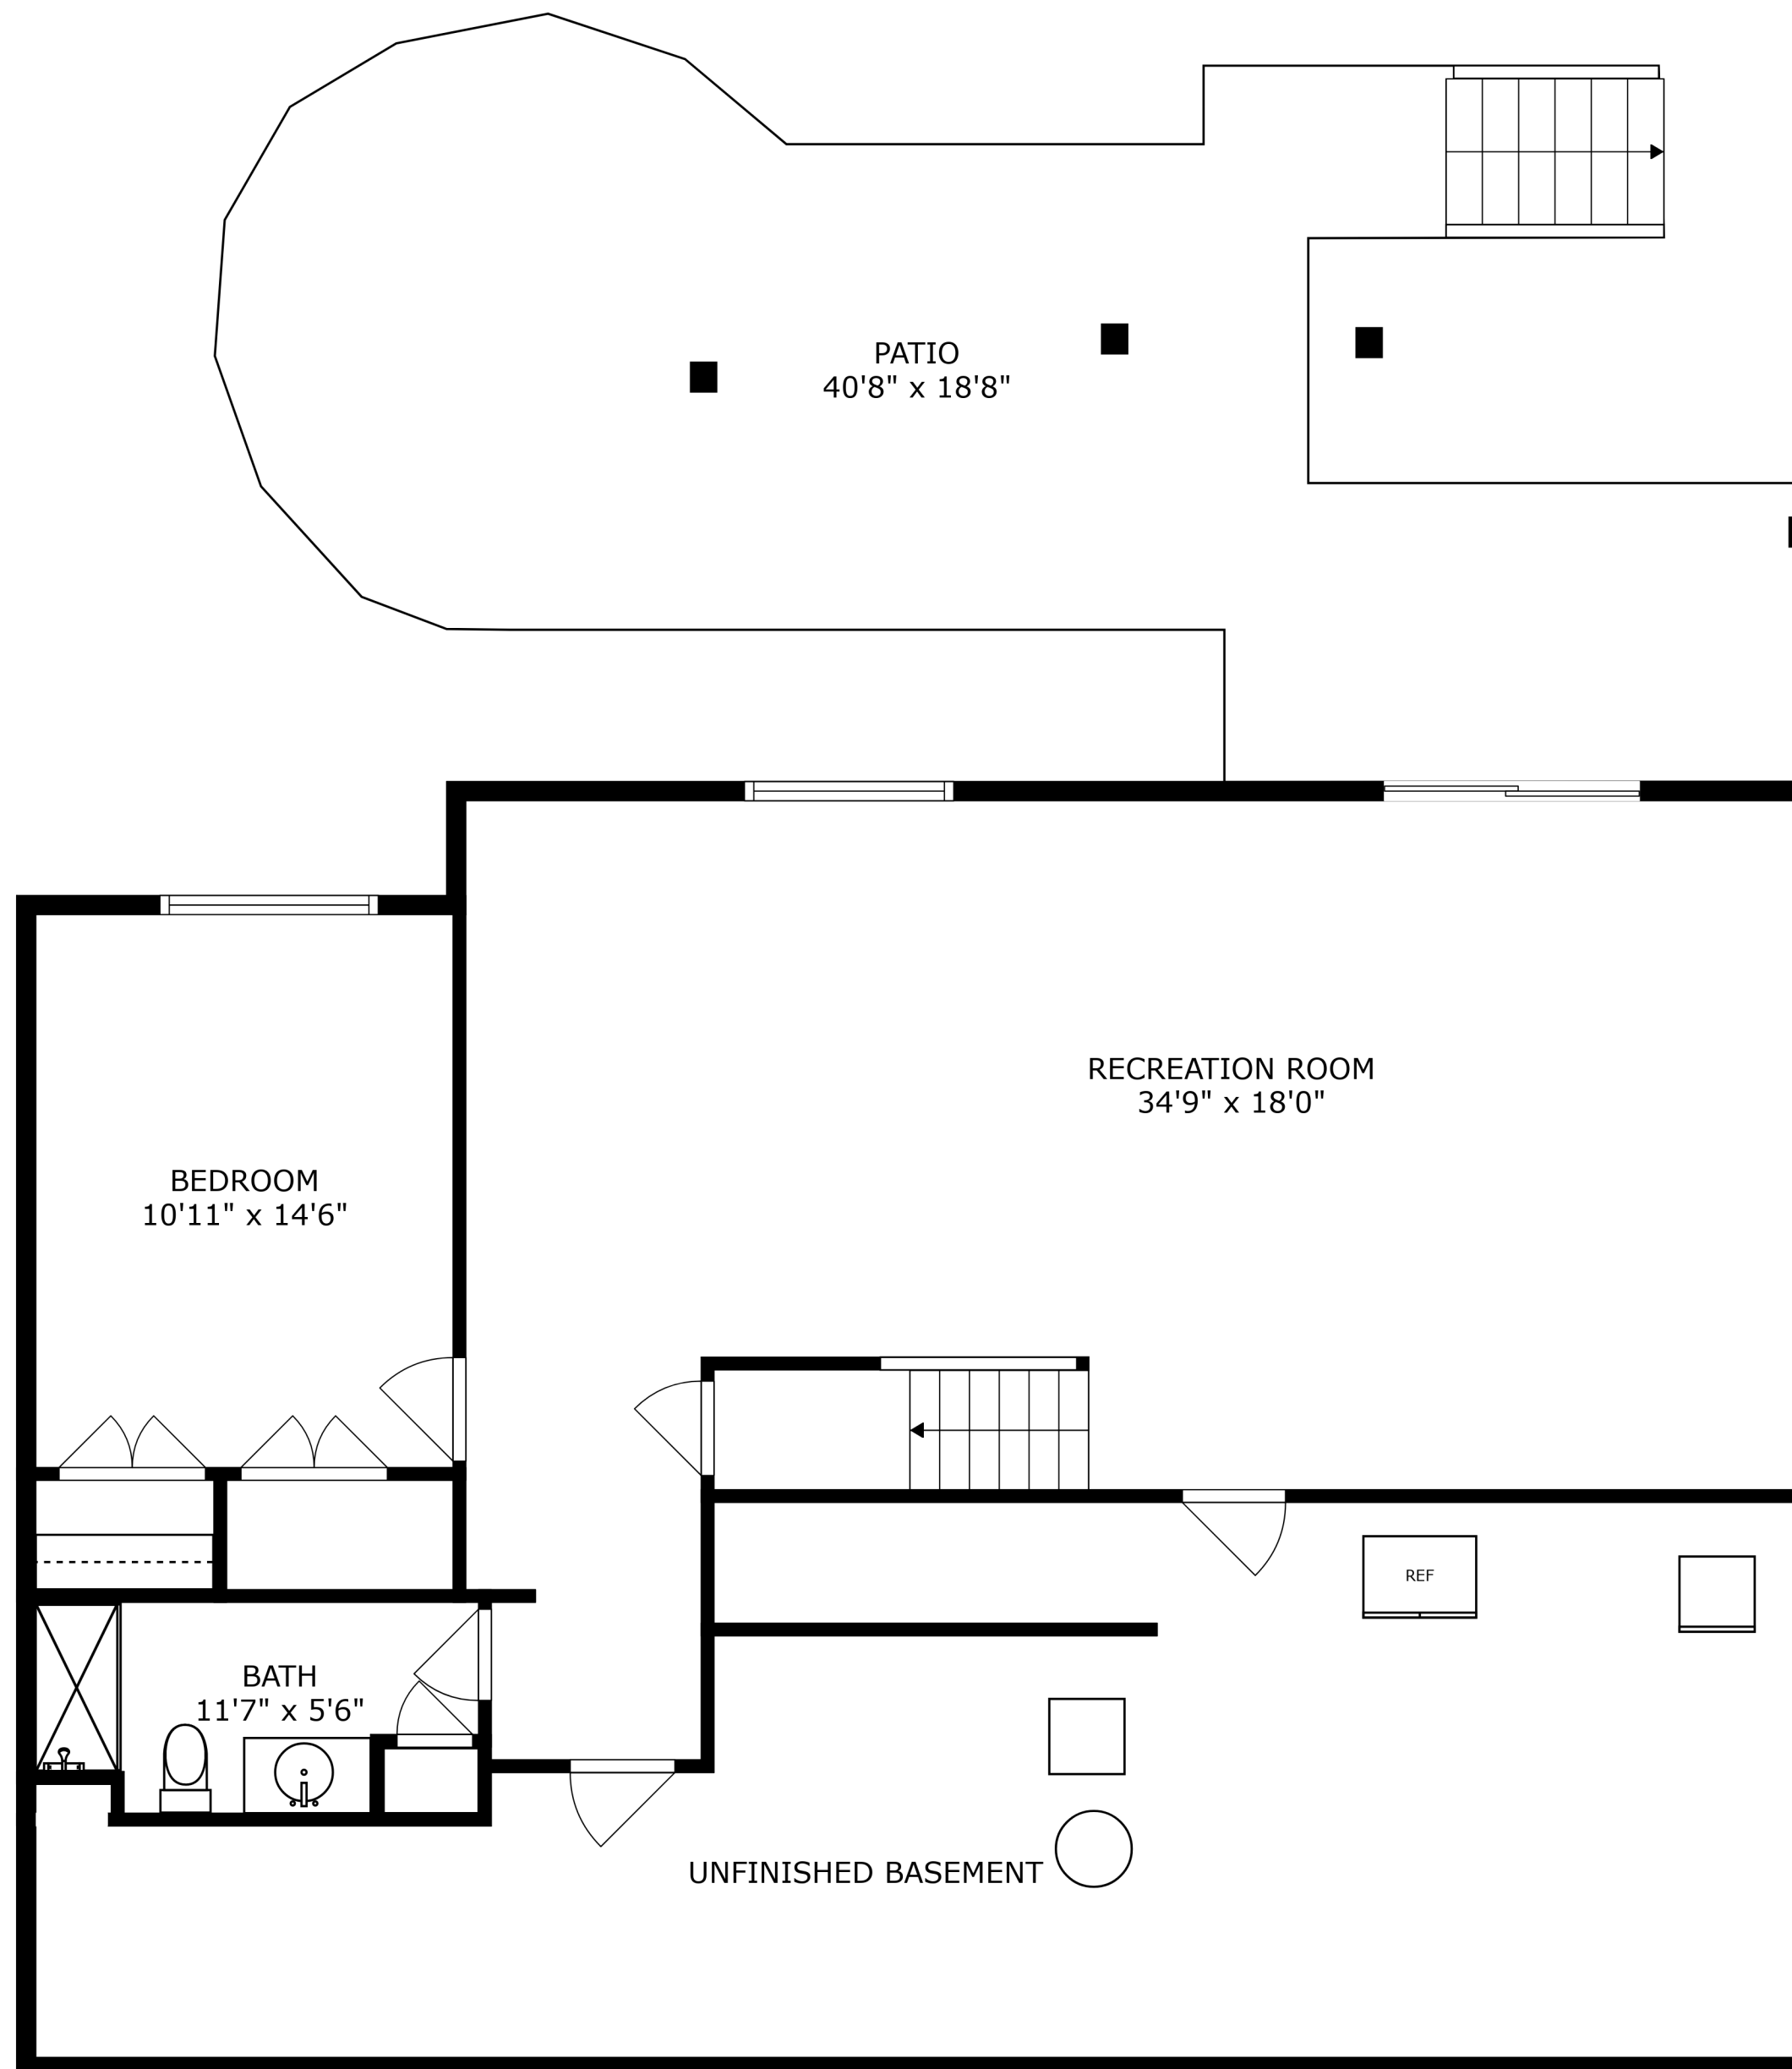 PATIO
40'8" x 18'8"
RECREATION ROOM
34'9" x 18'0"
BEDROOM
10'11" x 14'6"
REF
BATH
11'7" x 5'6"
UNFINISHED BASEMENT